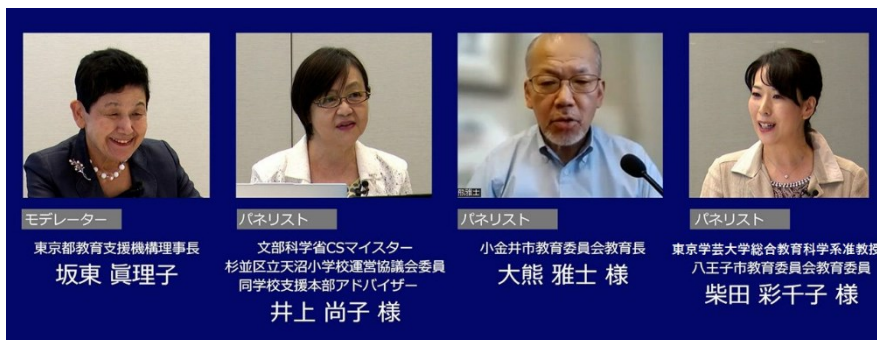 モデレーター
東京都教育支援機構理事長
坂東 眞理子
パネリスト
文部科学省CSマイスター
杉並区立天沼小学校運営協議会委員
同学校支援本部アドバイザー
井上 尚子 様
パネリスト
小金井市教育委員会教育長
大熊 雅士 様
パネリスト
東京学芸大学総合教育科学系准教授
八王子市教育委員会教育委員
柴田 彩千子 様